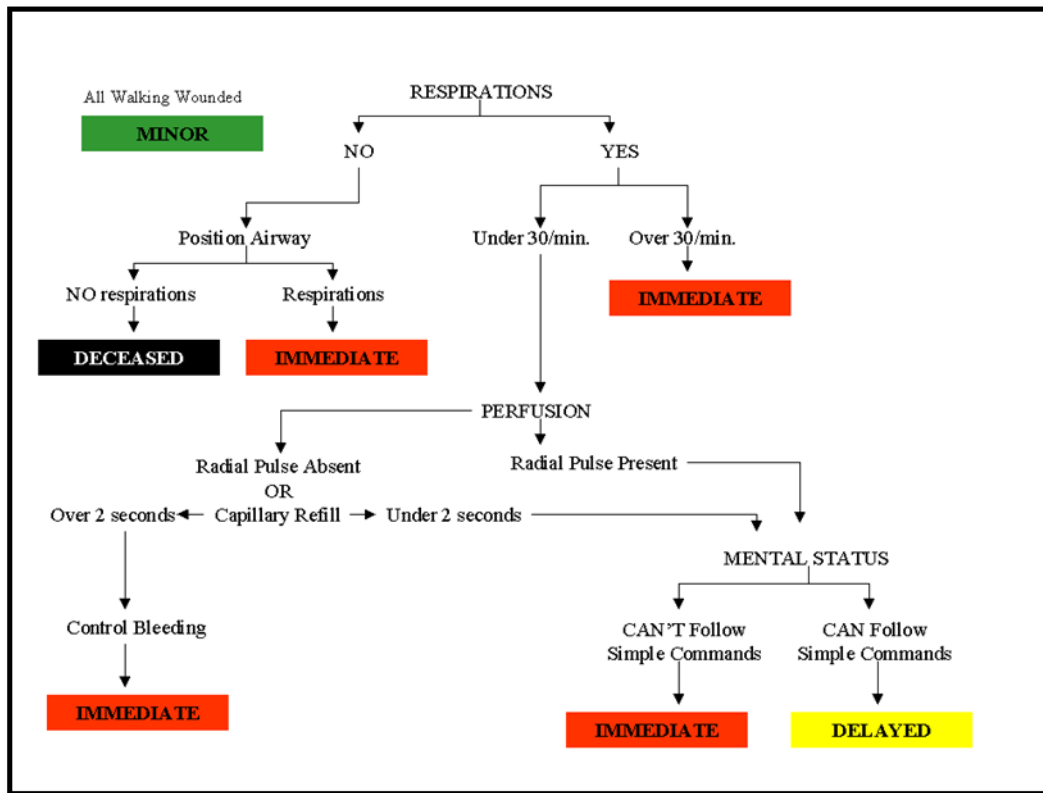 All Walking Wounded
MINOR
RESPIRATIONS
NO
YES
Position Airway
Under 30/min.
Over 30/min.
NO respirations
Respirations
IMMEDIATE
DECEASED
IMMEDIATE
PERFUSION
Radial Pulse Absent
Radial Pulse Present
OR
Over 2 seconds
Capillary Refill
Under 2 seconds
MENTAL STATUS
Control Bleeding
CAN'T Follow
Simple Commands
CAN Follow
Simple Commands
IMMEDIATE
IMMEDIATE
DELAYED